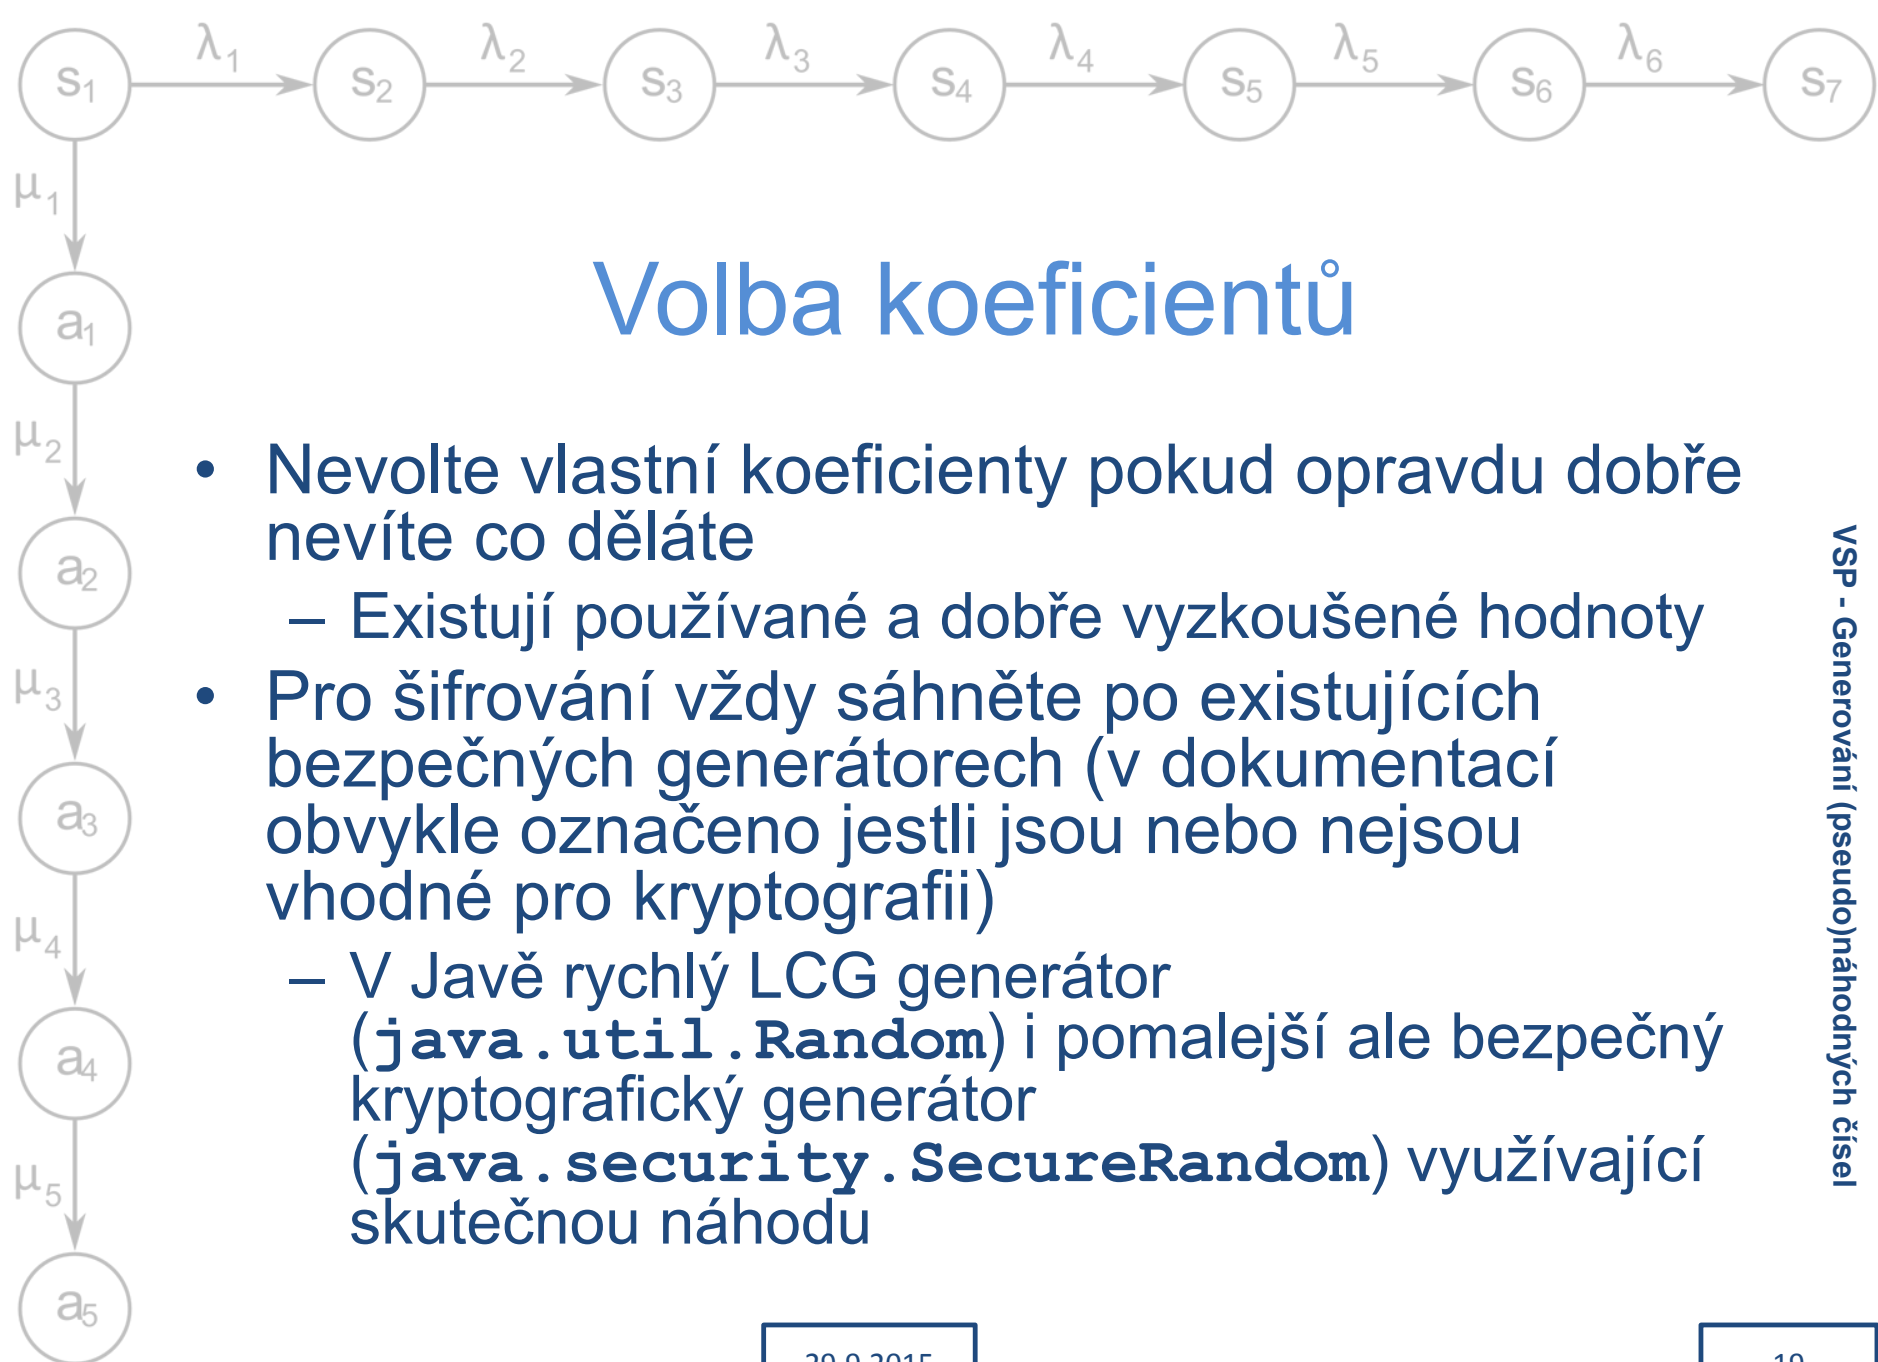 λ1 λ2 λ3 λ4 λ5 λ6
s1 s2 s3 s4 s5 s6 s7
μ1
a1
μ2
a2
μ3
a3
μ4
a4
μ5
a5
Volba koeficientů
• Nevolte vlastní koeficienty pokud opravdu dobře
nevíte co děláte
– Existují používané a dobře vyzkoušené hodnoty
• Pro šifrování vždy sáhněte po existujících
bezpečných generátorech (v dokumentací
obvykle označeno jestli jsou nebo nejsou
vhodné pro kryptografii)
– V Javě rychlý LCG generátor
(java.util.Random) i pomalejší ale bezpečný
kryptografický generátor
(java.security.SecureRandom) využívající
skutečnou náhodu
VSP - Generování (pseudo)náhodných čísel